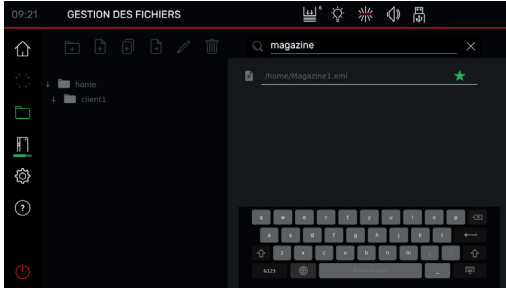 09:21 GESTION DES FICHIERS
magazine
/home/Magazine1.xml
home
client1
q w e r t y u i o p
a s d f g h j k l
z x c v b n m , .
&123 _
?